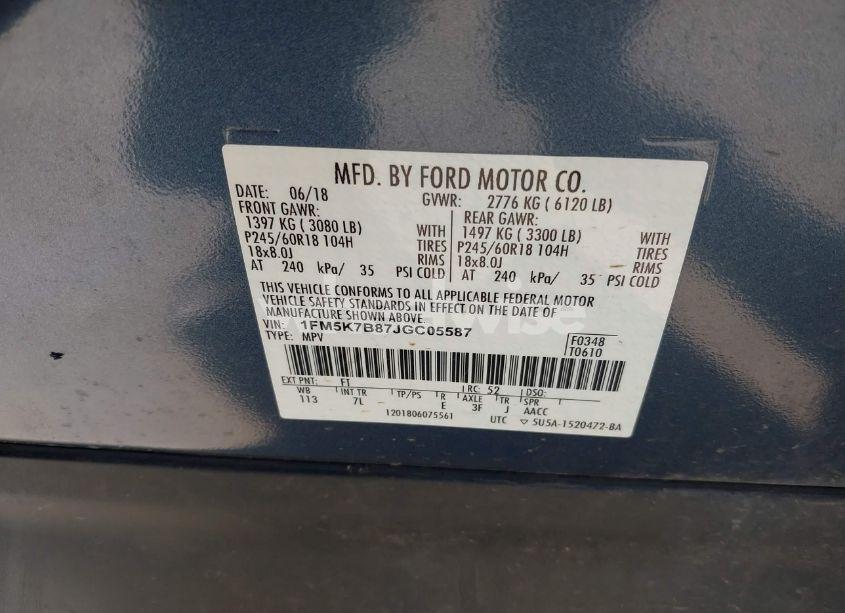 MFD. BY FORD MOTOR CO.
DATE: 06/18 GVWR: 2776 KG ( 6120 LB)
FRONT GAWR: REAR GAWR:
1397 KG ( 3080 LB) WITH 1497 KG ( 3300 LB) WITH
P245/60R18 104H TIRES P245/60R18 104H TIRES
18x8.0J RIMS 18x8.0J RIMS
AT 240 kPa/ 35 PSI COLD AT 240 kPa/ 35 PSI COLD
THIS VEHICLE CONFORMS TO ALL APPLICABLE FEDERAL MOTOR
VEHICLE SAFETY STANDARDS IN EFFECT ON THE DATE OF
MANUFACTURE SHOWN ABOVE.
VIN: 1FM5K7B87JGC05587 F0348
TYPE: MPV T0610
EXT PNT: FT RC: 52 DSO:
WB INT TR TP/PS R AXLE TR SPR
113 7L E 3F J AACC
1201806075561 UTC ▽ 5U5A-1520472-BA